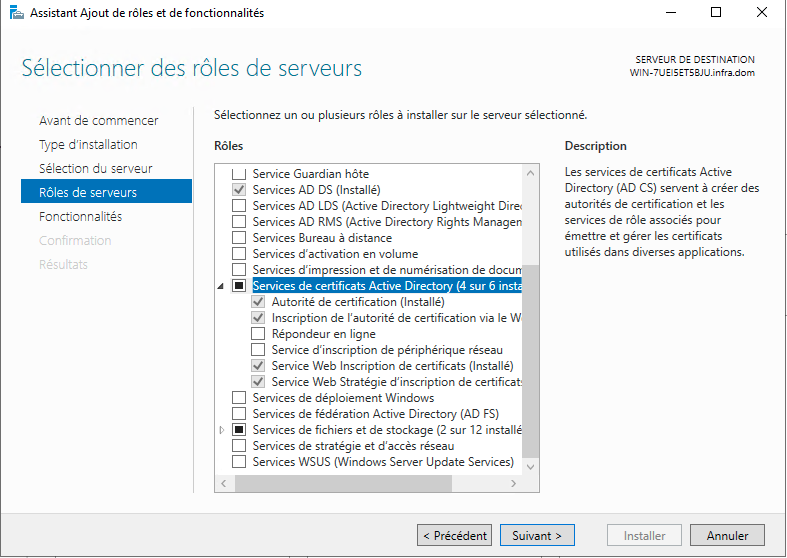 Assistant Ajout de rôles et de fonctionnalités
Sélectionner des rôles de serveurs
SERVEUR DE DESTINATION
WIN-7UEI5ET5BJU.infra.dom
Avant de commencer
Type d'installation
Sélection du serveur
Rôles de serveurs
Fonctionnalités
Confirmation
Résultats
Sélectionnez un ou plusieurs rôles à installer sur le serveur sélectionné.
Rôles
Service Guardian hôte
Services AD DS (Installé)
Services AD LDS (Active Directory Lightweight Dire
Services AD RMS (Active Directory Rights Managem
Services Bureau à distance
Services d'activation en volume
Services d'impression et de numérisation de docum
Services de certificats Active Directory (4 sur 6 insta
Autorité de certification (Installé)
Inscription de l'autorité de certification via le W
Répondeur en ligne
Service d'inscription de périphérique réseau
Service Web Inscription de certificats (Installé)
Service Web Stratégie d'inscription de certificats
Services de déploiement Windows
Services de fédération Active Directory (AD FS)
Services de fichiers et de stockage (2 sur 12 installé
Services de stratégie et d'accès réseau
Services WSUS (Windows Server Update Services)
Description
Les services de certificats Active
Directory (AD CS) servent à créer des
autorités de certification et les
services de rôle associés pour
émettre et gérer les certificats
utilisés dans diverses applications.
< Précédent
Suivant >
Installer
Annuler